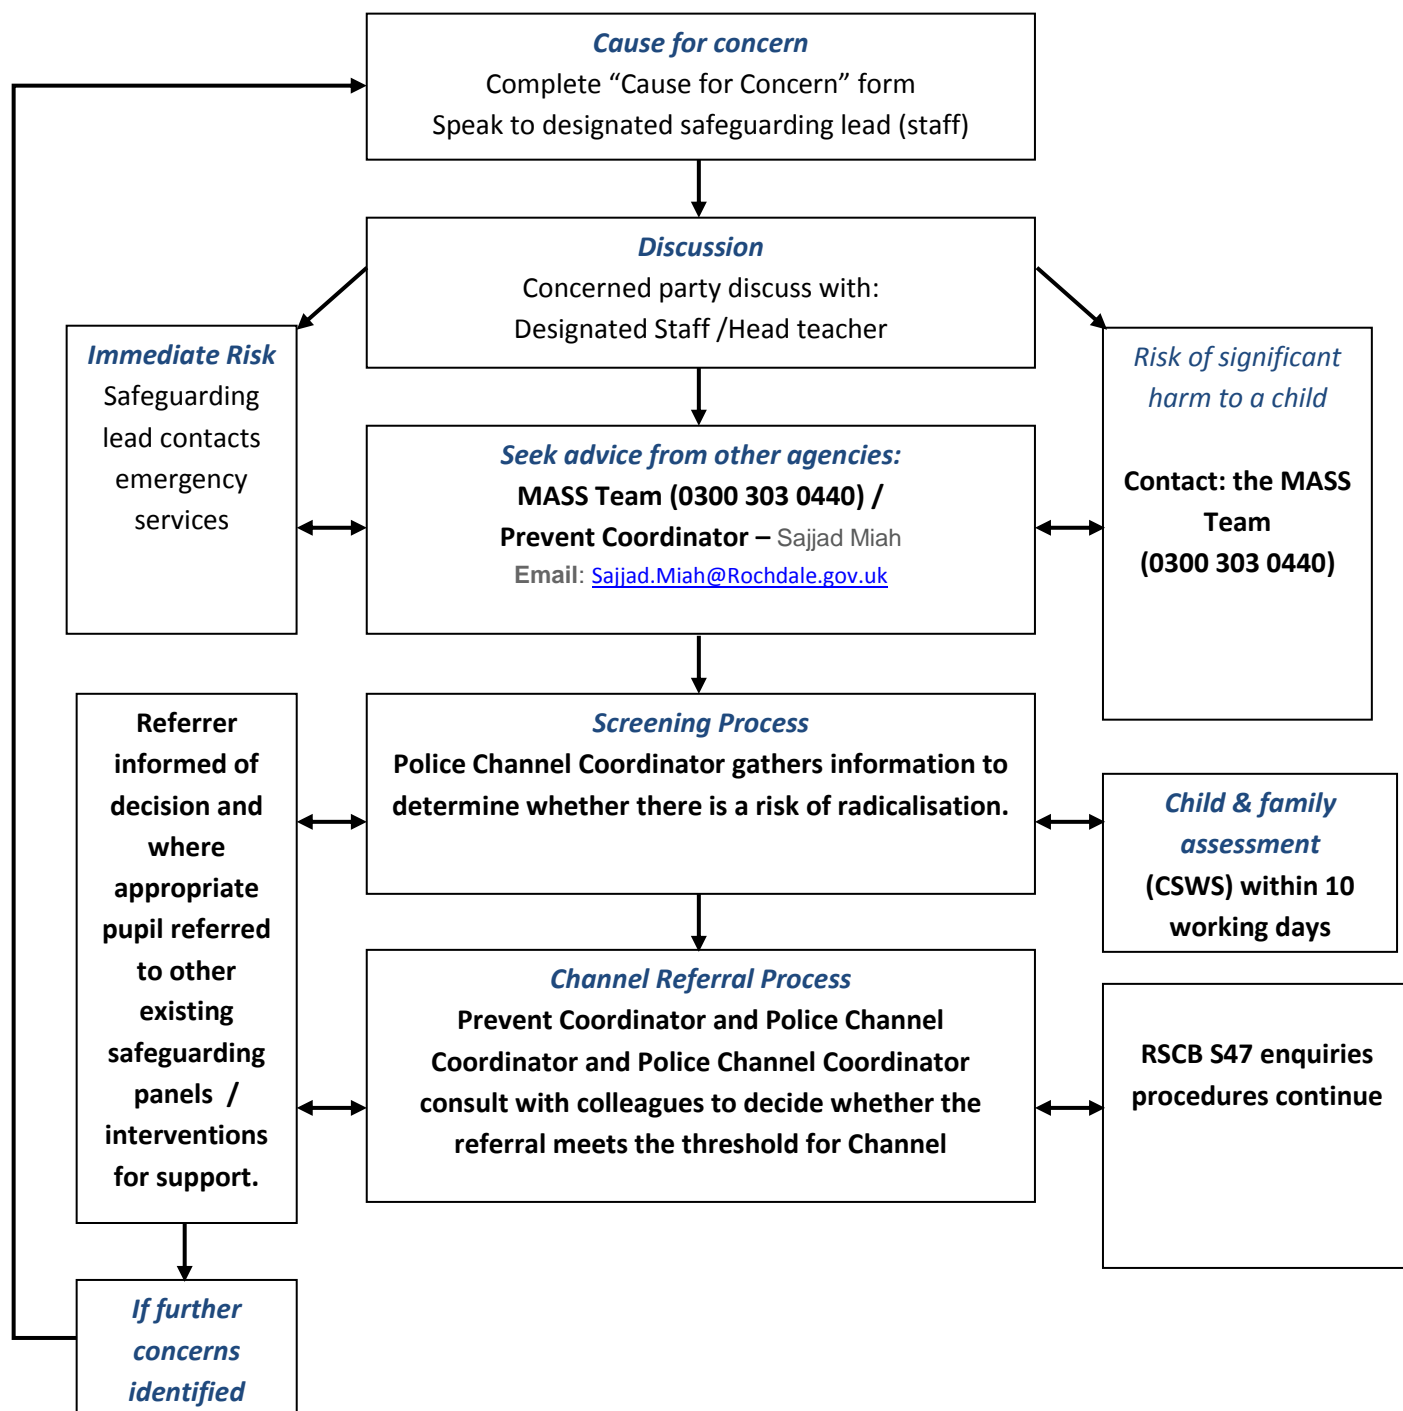 Cause for concern
Complete “Cause for Concern” form
Speak to designated safeguarding lead (staff)
Discussion
Concerned party discuss with:
Designated Staff /Head teacher
Immediate Risk
Safeguarding
lead contacts
emergency
services
Seek advice from other agencies:
MASS Team (0300 303 0440) /
Prevent Coordinator – Sajjad Miah
Email: Sajjad.Miah@Rochdale.gov.uk
Risk of significant
harm to a child
Contact: the MASS
Team
(0300 303 0440)
Referrer
informed of
decision and
where
appropriate
pupil referred
to other
existing
safeguarding
panels /
interventions
for support.
Screening Process
Police Channel Coordinator gathers information to
determine whether there is a risk of radicalisation.
Child & family
assessment
(CSWS) within 10
working days
Channel Referral Process
Prevent Coordinator and Police Channel
Coordinator and Police Channel Coordinator
consult with colleagues to decide whether the
referral meets the threshold for Channel
RSCB S47 enquiries
procedures continue
If further
concerns
identified